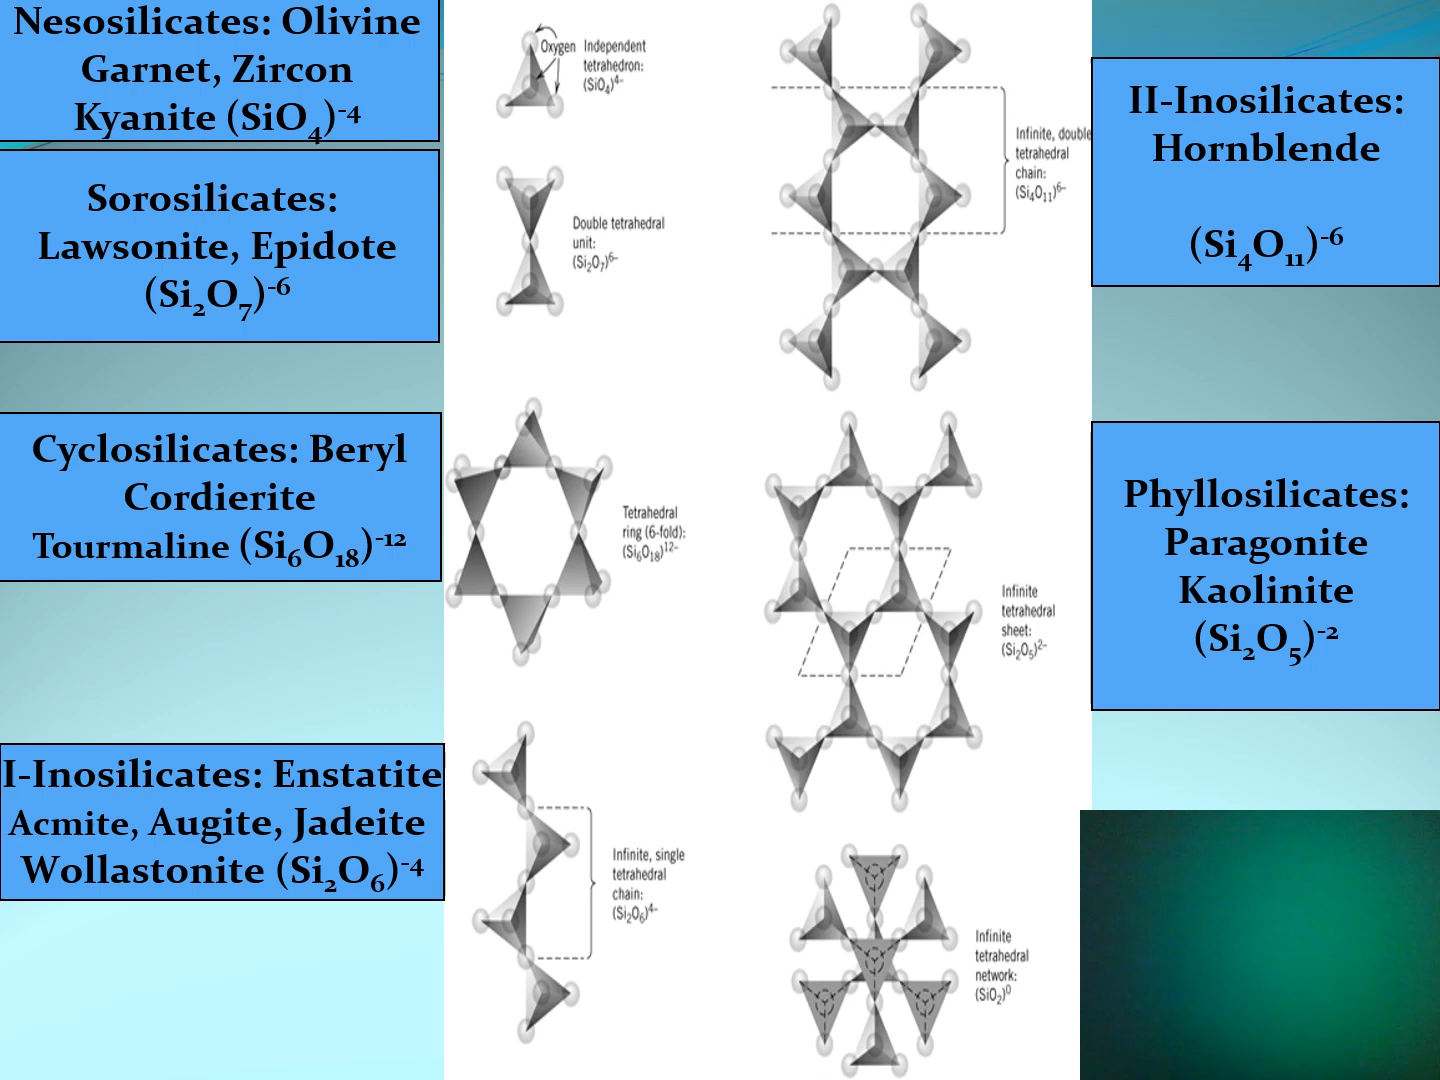 Nesosilicates: Olivine
Garnet, Zircon
Kyanite (SiO₄)⁻⁴
Sorosilicates:
Lawsonite, Epidote
(Si₂O₇)⁻⁶
Cyclosilicates: Beryl
Cordierite
Tourmaline (Si₆O₁₈)⁻¹²
I-Inosilicates: Enstatite
Acmite, Augite, Jadeite
Wollastonite (Si₂O₆)⁻⁴
Oxygen
Independent
tetrahedron:
(SiO₄)⁴⁻
Double tetrahedral
unit:
(Si₂O₇)⁶⁻
Tetrahedral
ring (6-fold):
(Si₆O₁₈)¹²⁻
Infinite, single
tetrahedral
chain:
(Si₂O₆)⁴⁻
Infinite, double
tetrahedral
chain:
(Si₄O₁₁)⁶⁻
Infinite
tetrahedral
sheet:
(Si₂O₅)²⁻
Infinite
tetrahedral
network:
(SiO₂)⁰
II-Inosilicates:
Hornblende
(Si₄O₁₁)⁻⁶
Phyllosilicates:
Paragonite
Kaolinite
(Si₂O₅)⁻²